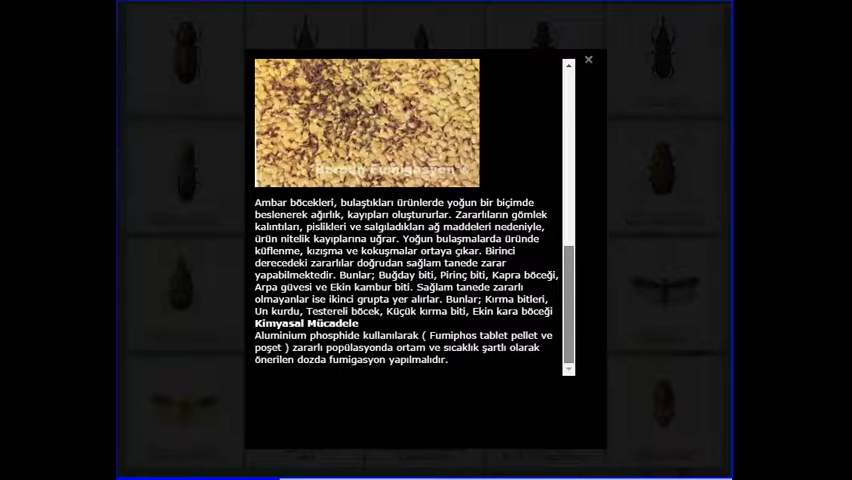 Boreda Fumigasyon ®
Ambar böcekleri, bulaştıkları ürünlerde yoğun bir biçimde
beslenerek ağırlık, kayıpları oluştururlar. Zararlıların gömlek
kalıntıları, pislikleri ve salgıladıkları ağ maddeleri nedeniyle,
ürün nitelik kayıplarına uğrar. Yoğun bulaşmalarda üründe
küflenme, kızışma ve kokuşmalar ortaya çıkar. Birinci
derecedeki zararlılar doğrudan sağlam tanede zarar
yapabilmektedir. Bunlar; Buğday biti, Pirinç biti, Kapra böceği,
Arpa güvesi ve Ekin kambur biti. Sağlam tanede zararlı
olmayanlar ise ikinci grupta yer alırlar. Bunlar; Kırma bitleri,
Un kurdu, Testereli böcek, Küçük kırma biti, Ekin kara böceği
Kimyasal Mücadele
Aluminium phosphide kullanılarak ( Fumiphos tablet pellet ve
poşet ) zararlı popülasyonda ortam ve sıcaklık şartlı olarak
önerilen dozda fumigasyon yapılmalıdır.